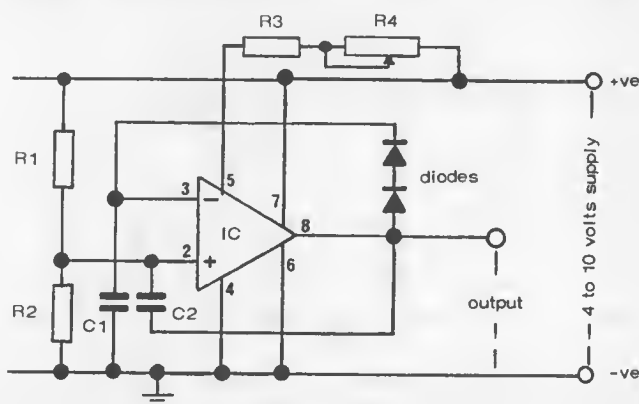 R3
R4
+ve
R1
5
3
−
7
diodes
IC
8
2
+
6
R2
4
C1
C2
output
4 to 10 volts supply
−ve